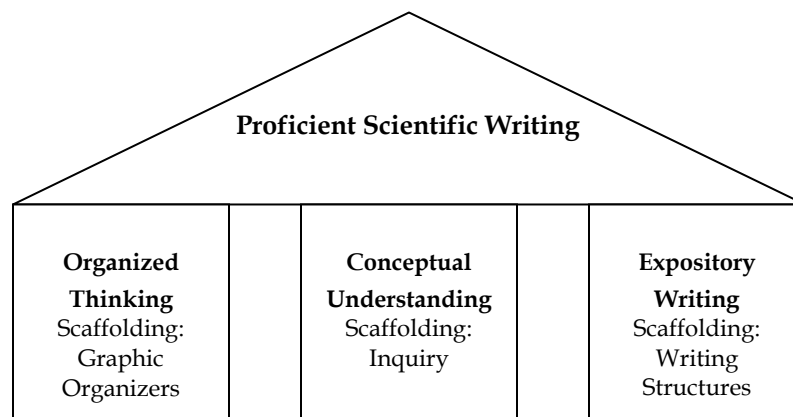 Proficient Scientific Writing
Organized
Thinking
Scaffolding:
Graphic
Organizers
Conceptual
Understanding
Scaffolding:
Inquiry
Expository
Writing
Scaffolding:
Writing
Structures